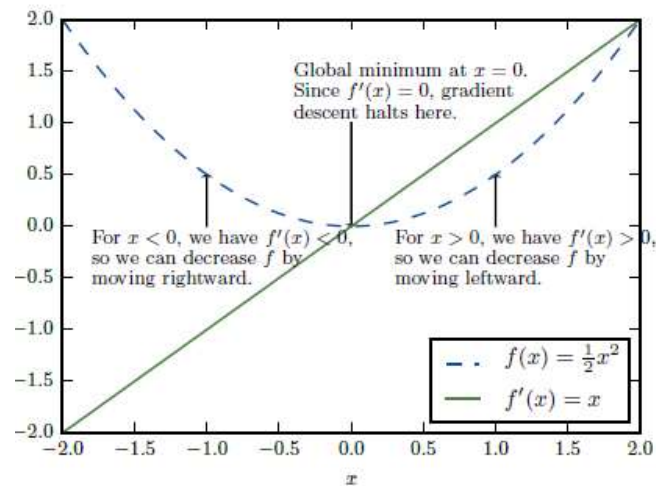 2.0
1.5
1.0
0.5
0.0
−0.5
−1.0
−1.5
−2.0
Global minimum at x = 0.
Since f′(x) = 0, gradient
descent halts here.
For x < 0, we have f′(x) < 0,
so we can decrease f by
moving rightward.
For x > 0, we have f′(x) > 0,
so we can decrease f by
moving leftward.
f(x) = ½x²
f′(x) = x
−2.0 −1.5 −1.0 −0.5 0.0 0.5 1.0 1.5 2.0
x